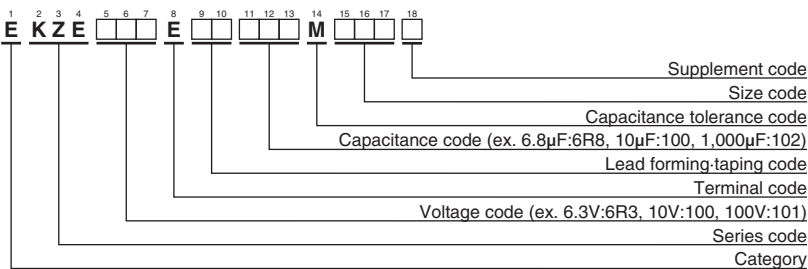 1 2 3 4 5 6 7 8 9 10 11 12 13 14 15 16 17 18
E KZE □□□ E □□ □□□ M □□□ □
Supplement code
Size code
Capacitance tolerance code
Capacitance code (ex. 6.8μF:6R8, 10μF:100, 1,000μF:102)
Lead forming·taping code
Terminal code
Voltage code (ex. 6.3V:6R3, 10V:100, 100V:101)
Series code
Category